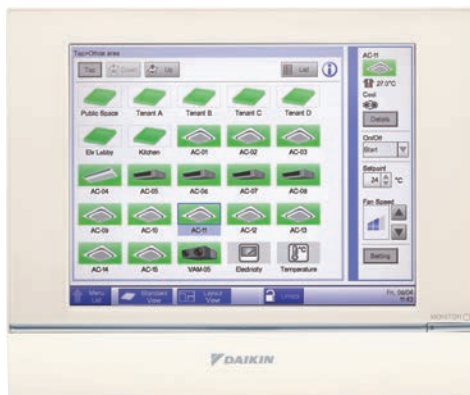 Top>Office area
Top Down Up List
Public Space Tenant A Tenant B Tenant C Tenant D
Elv Lobby Kitchen AC-01 AC-02 AC-03
AC-04 AC-05 AC-06 AC-07 AC-08
AC-09 AC-10 AC-11 AC-12 AC-13
AC-14 AC-15 VAM-05 Electricity Temperature
AC-11
27.0°C
Cool
Details
On/Off
Start
Setpoint
24 °C
Fan Speed
Setting
Menu List
Standard View
Layout View
Fri, 06/04
11:43
MONITOR
DAIKIN